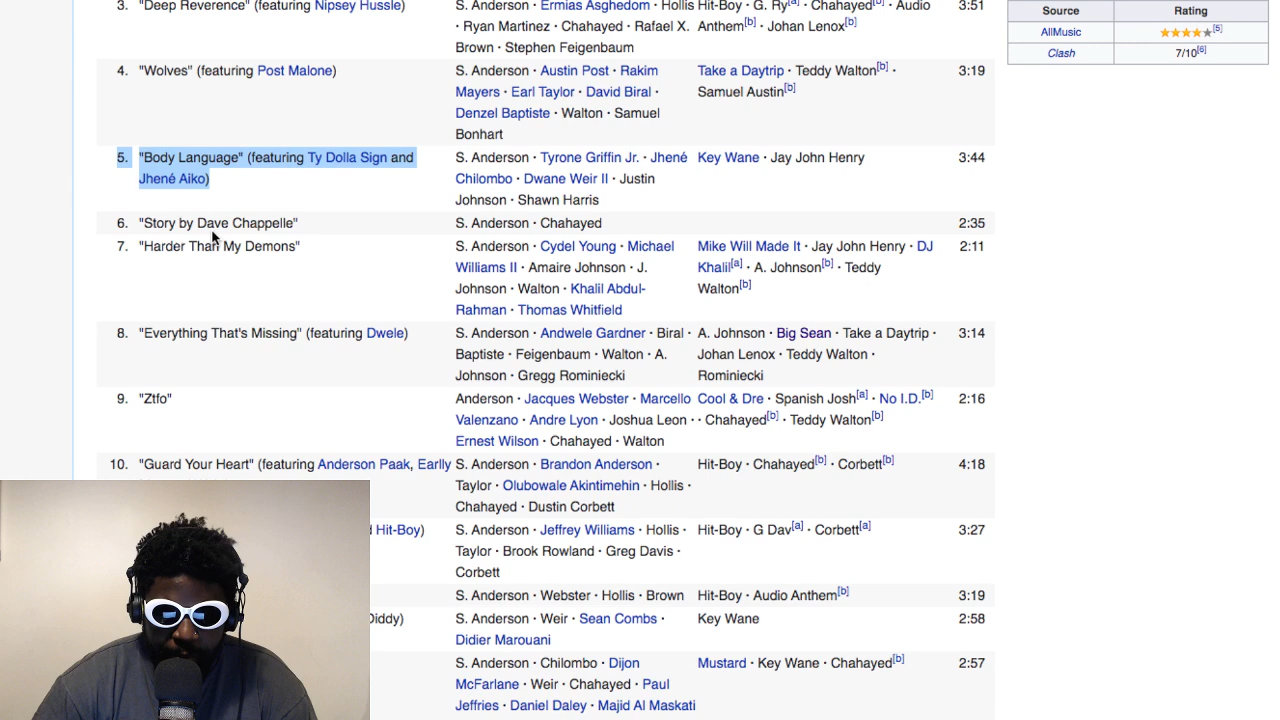 3. "Deep Reverence" (featuring Nipsey Hussle) S. Anderson · Ermias Asghedom · Hollis Hit-Boy · G. Ry[a] · Chahayed[b] · Audio 3:51
· Ryan Martinez · Chahayed · Rafael X. Anthem[b] · Johan Lenox[b]
Brown · Stephen Feigenbaum
4. "Wolves" (featuring Post Malone) S. Anderson · Austin Post · Rakim Take a Daytrip · Teddy Walton[b] · 3:19
Mayers · Earl Taylor · David Biral · Samuel Austin[b]
Denzel Baptiste · Walton · Samuel
Bonhart
5. "Body Language" (featuring Ty Dolla Sign and S. Anderson · Tyrone Griffin Jr. · Jhené Key Wane · Jay John Henry 3:44
Jhené Aiko) Chilombo · Dwane Weir II · Justin
Johnson · Shawn Harris
6. "Story by Dave Chappelle" S. Anderson · Chahayed 2:35
7. "Harder Than My Demons" S. Anderson · Cydel Young · Michael Mike Will Made It · Jay John Henry · DJ 2:11
Williams II · Amaire Johnson · J. Khalil[a] · A. Johnson[b] · Teddy
Johnson · Walton · Khalil Abdul- Walton[b]
Rahman · Thomas Whitfield
8. "Everything That's Missing" (featuring Dwele) S. Anderson · Andwele Gardner · Biral · A. Johnson · Big Sean · Take a Daytrip · 3:14
Baptiste · Feigenbaum · Walton · A. Johan Lenox · Teddy Walton ·
Johnson · Gregg Rominiecki Rominiecki
9. "Ztfo" Anderson · Jacques Webster · Marcello Cool & Dre · Spanish Josh[a] · No I.D.[b] 2:16
Valenzano · Andre Lyon · Joshua Leon · · Chahayed[b] · Teddy Walton[b]
Ernest Wilson · Chahayed · Walton
10. "Guard Your Heart" (featuring Anderson Paak, Earlly S. Anderson · Brandon Anderson · Hit-Boy · Chahayed[b] · Corbett[b] 4:18
Taylor · Olubowale Akintimehin · Hollis ·
Chahayed · Dustin Corbett
Hit-Boy) S. Anderson · Jeffrey Williams · Hollis · Hit-Boy · G Dav[a] · Corbett[a] 3:27
Taylor · Brook Rowland · Greg Davis ·
Corbett
S. Anderson · Webster · Hollis · Brown Hit-Boy · Audio Anthem[b] 3:19
Diddy) S. Anderson · Weir · Sean Combs · Key Wane 2:58
Didier Marouani
S. Anderson · Chilombo · Dijon Mustard · Key Wane · Chahayed[b] 2:57
McFarlane · Weir · Chahayed · Paul
Jeffries · Daniel Daley · Majid Al Maskati
Source Rating
AllMusic ★★★★★[5]
Clash 7/10[6]